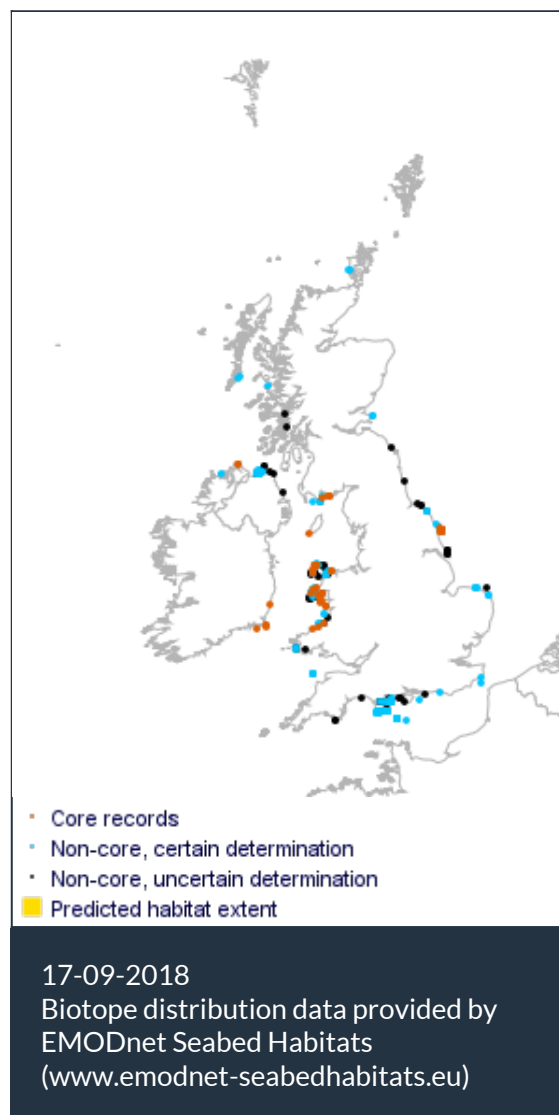 Core records
Non-core, certain determination
Non-core, uncertain determination
Predicted habitat extent
17-09-2018
Biotope distribution data provided by
EMODnet Seabed Habitats
(www.emodnet-seabedhabitats.eu)